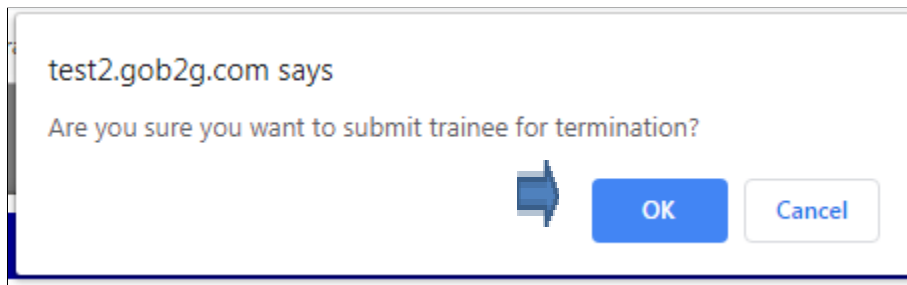 test2.gob2g.com says
Are you sure you want to submit trainee for termination?
OK
Cancel